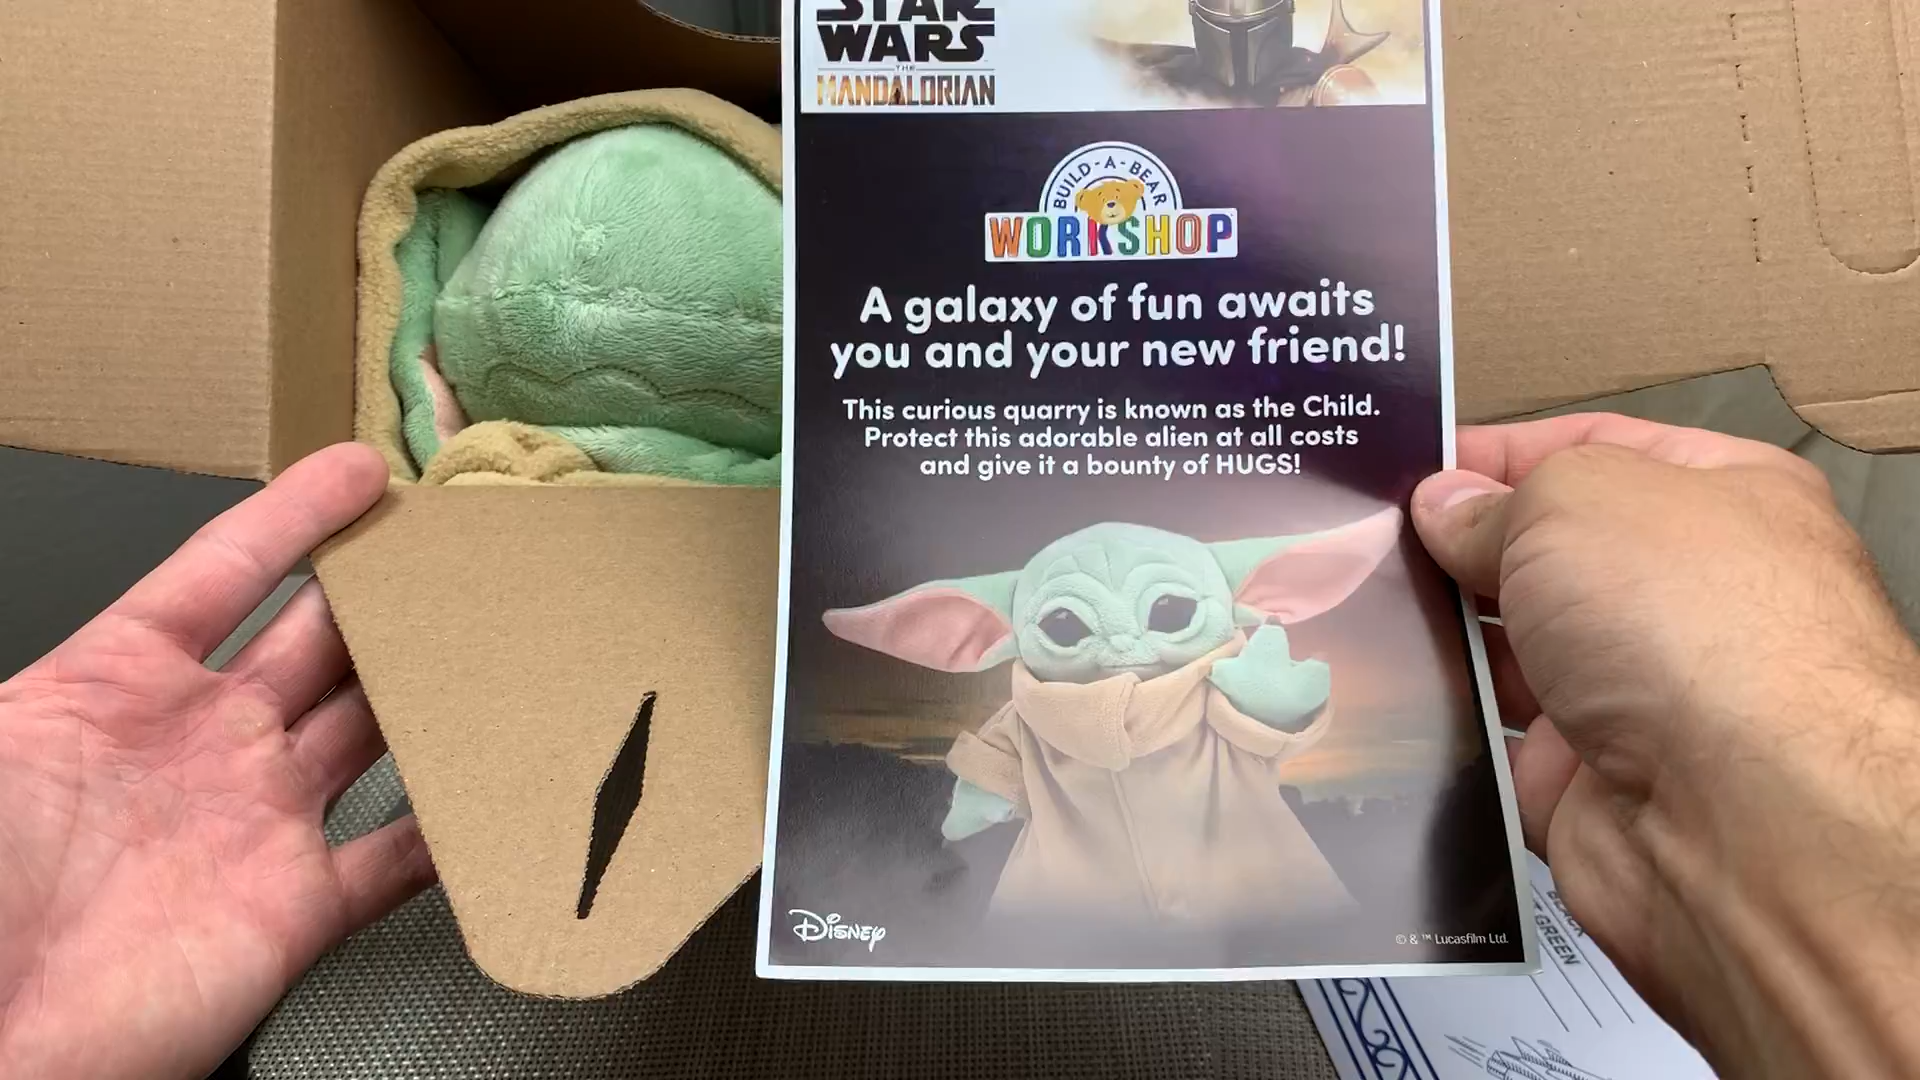 STAR
WARS
THE
MANDALORIAN
BUILD-A-BEAR
WORKSHOP
A galaxy of fun awaits
you and your new friend!
This curious quarry is known as the Child.
Protect this adorable alien at all costs
and give it a bounty of HUGS!
Disney
© & ™ Lucasfilm Ltd.
GREEN